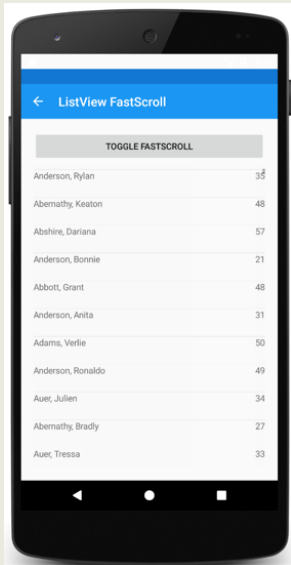 ListView FastScroll
TOGGLE FASTSCROLL
Anderson, Rylan 35
Abernathy, Keaton 48
Abshire, Dariana 57
Anderson, Bonnie 21
Abbott, Grant 48
Anderson, Anita 31
Adams, Verlie 50
Anderson, Ronaldo 49
Auer, Julien 34
Abernathy, Bradly 27
Auer, Tressa 33